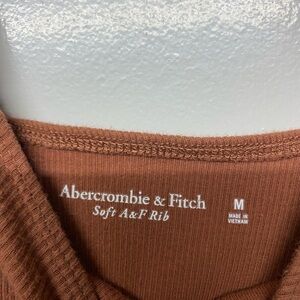 Abercrombie & Fitch
Soft A&F Rib
M
MADE IN
VIETNAM